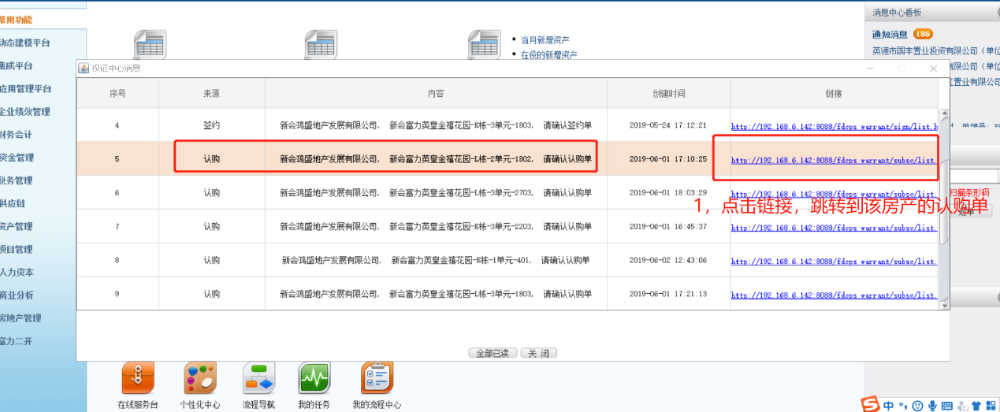 常用功能
动态建模平台
集成平台
应用管理平台
企业绩效管理
财务会计
资金管理
税务管理
供应链
资产管理
项目管理
人力资本
商业分析
房地产管理
富力二开
当月新增资产
在役的新增资产
消息中心看板
通知消息 186
英德市国丰置业投资有限公司（单位
有限公司（单位
置业有限公司
权证中心消息
序号 来源 内容 创建时间 链接
4 签约 新会鸿盛地产发展有限公司， 新会富力英皇金禧花园-K栋-3单元-1803， 请确认签约单 2019-05-24 17:12:21 http://192.168.6.142:8088/fdcps_warrant/sign/list.h
5 认购 新会鸿盛地产发展有限公司， 新会富力英皇金禧花园-L栋-2单元-1802， 请确认认购单 2019-06-01 17:10:25 http://192.168.6.142:8088/fdcps_warrant/subsc/list.
6 认购 新会鸿盛地产发展有限公司， 新会富力英皇金禧花园-L栋-3单元-2703， 请确认认购单 2019-06-01 18:03:29 http://192.168.6.142:8088/fdcps_warrant/subsc/list.
1，点击链接，跳转到该房产的认购单
7 认购 新会鸿盛地产发展有限公司， 新会富力英皇金禧花园-L栋-3单元-2203， 请确认认购单 2019-06-01 16:45:37 http://192.168.6.142:8088/fdcps_warrant/subsc/list.
8 认购 新会鸿盛地产发展有限公司， 新会富力英皇金禧花园-K栋-1单元-401， 请确认认购单 2019-06-02 12:43:06 http://192.168.6.142:8088/fdcps_warrant/subsc/list.
9 认购 新会鸿盛地产发展有限公司， 新会富力英皇金禧花园-L栋-3单元-1803， 请确认认购单 2019-06-01 17:21:13 http://192.168.6.142:8088/fdcps_warrant/subsc/list.
扫描条形码
全部已读 关 闭
在线服务台 个性化中心 流程导航 我的任务 我的流程中心
中